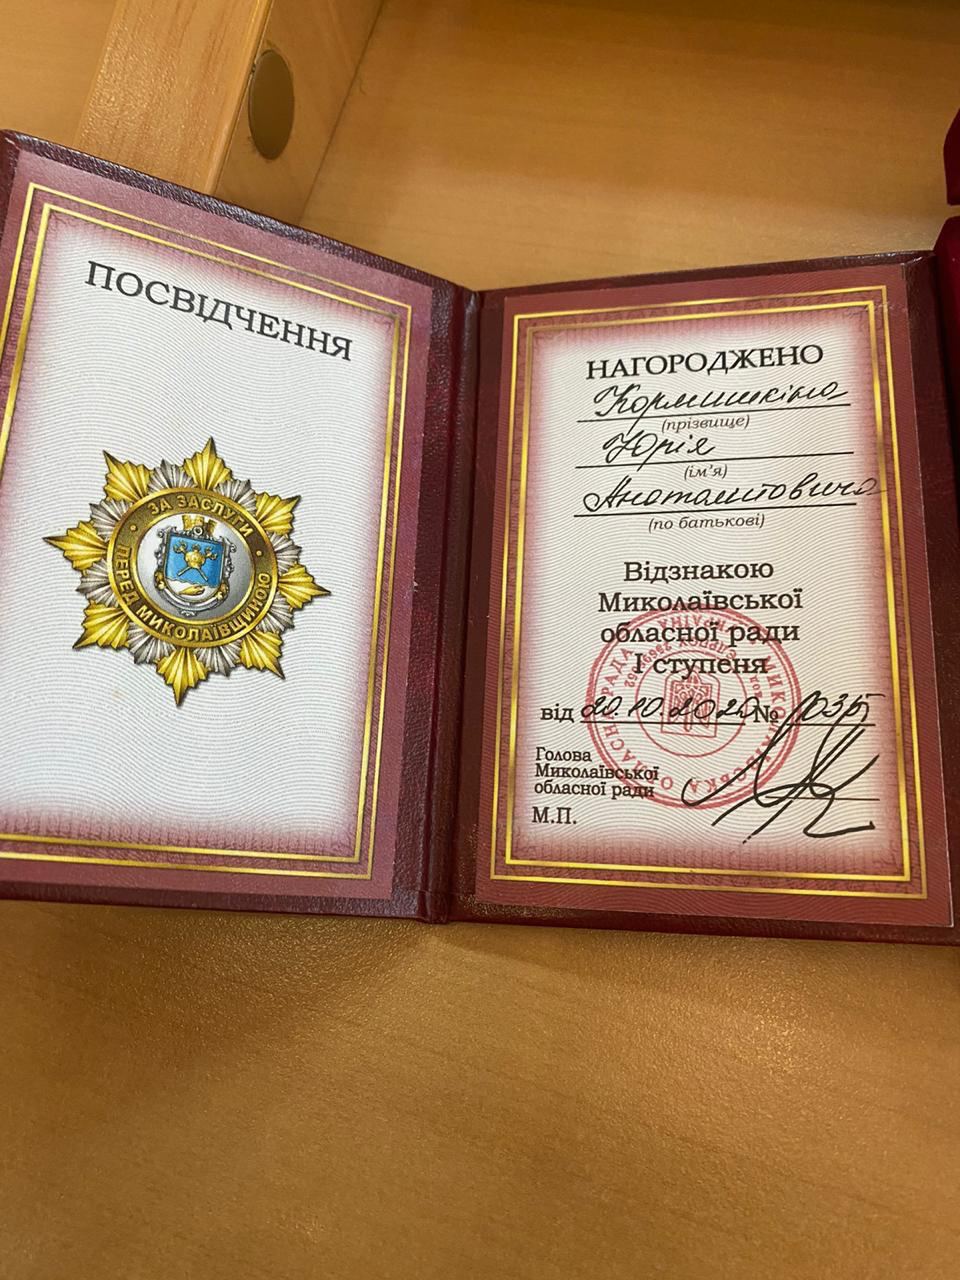 ПОСВІДЧЕННЯ
ЗА ЗАСЛУГИ
ПЕРЕД МИКОЛАЇВЩИНОЮ
НАГОРОДЖЕНО
Кормишкіна
(прізвище)
Юрія
(ім'я)
Анатолійовича
(по батькові)
Відзнакою
Миколаївської
обласної ради
І ступеня
від 20.10.2020 № 035
Голова
Миколаївської
обласної ради
М.П.